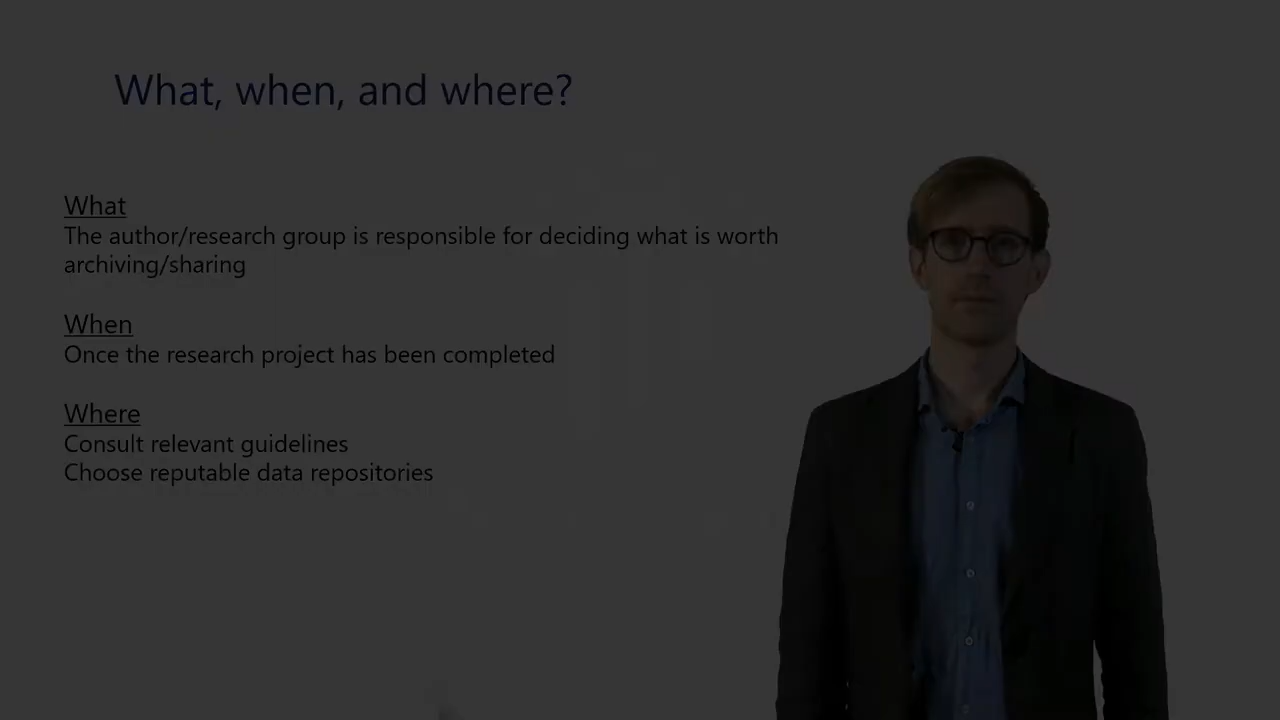 What, when, and where?
What
The author/research group is responsible for deciding what is worth
archiving/sharing
When
Once the research project has been completed
Where
Consult relevant guidelines
Choose reputable data repositories